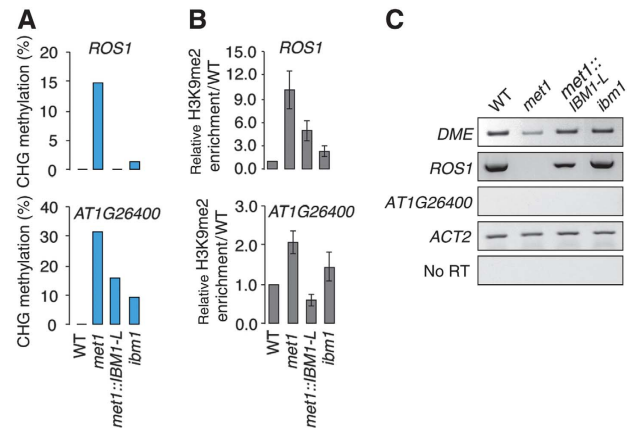 A
CHG methylation (%)
ROS1
20
15
10
5
0
CHG methylation (%)
AT1G26400
40
30
20
10
0
WT
met1
met1::IBM1-L
ibm1
B
Relative H3K9me2
enrichment/WT
ROS1
15.0
12.0
9.0
6.0
3.0
0.0
Relative H3K9me2
enrichment/WT
AT1G26400
3.0
2.0
1.0
0.0
WT
met1
met1::IBM1-L
ibm1
C
WT
met1
met1::
IBM1-L
ibm1
DME
ROS1
AT1G26400
ACT2
No RT